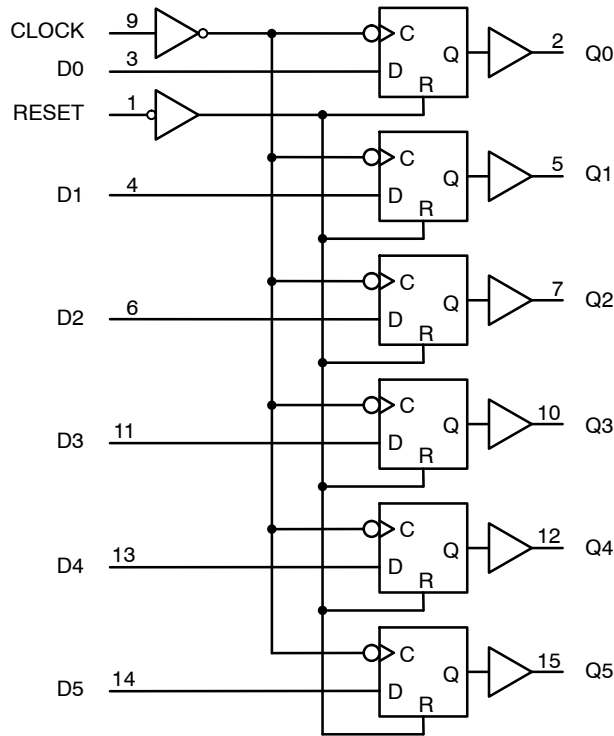 CLOCK 9 C Q 2 Q0
D0 3 D R
RESET 1
C Q 5 Q1
D1 4 D R
C Q 7 Q2
D2 6 D R
C Q 10 Q3
D3 11 D R
C Q 12 Q4
D4 13 D R
C Q 15 Q5
D5 14 D R